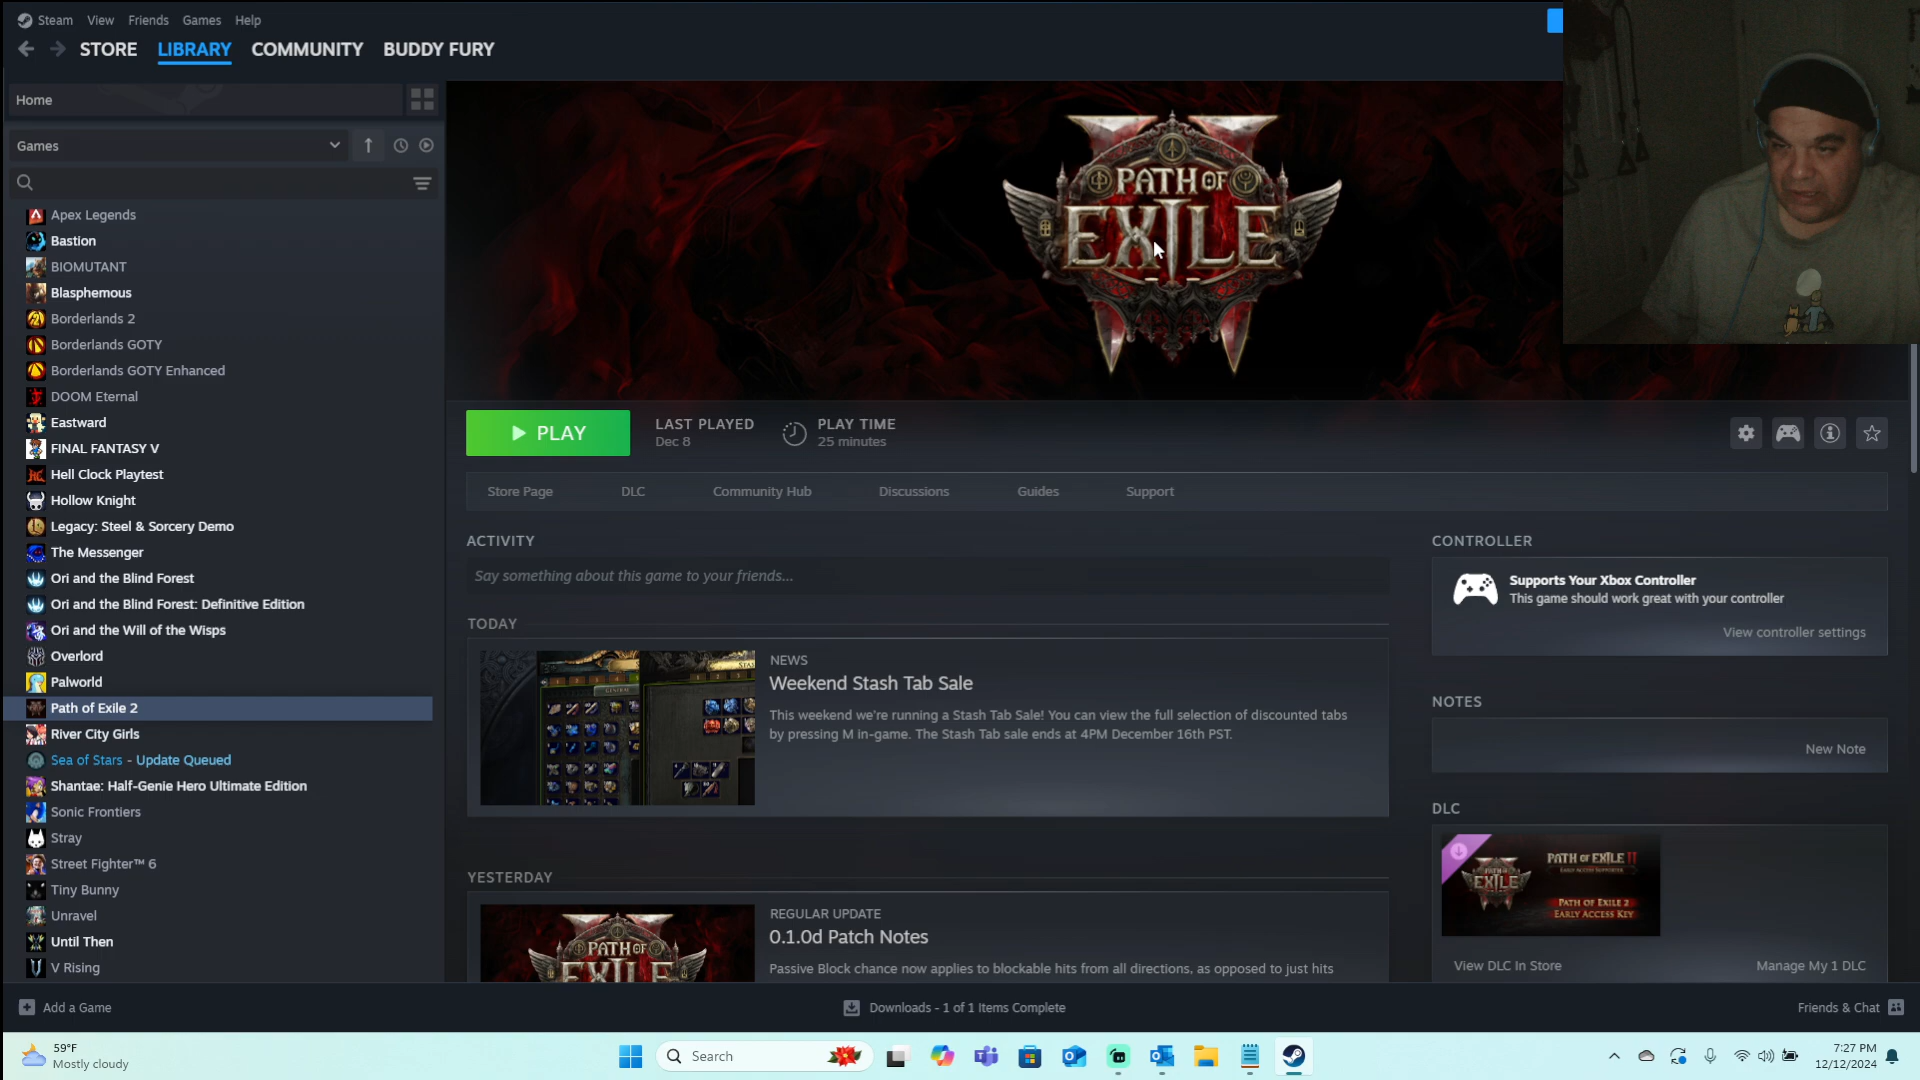 Steam View Friends Games Help
STORE LIBRARY COMMUNITY BUDDY FURY
Home
Games
Apex Legends
Bastion
BIOMUTANT
Blasphemous
Borderlands 2
Borderlands GOTY
Borderlands GOTY Enhanced
DOOM Eternal
Eastward
FINAL FANTASY V
Hell Clock Playtest
Hollow Knight
Legacy: Steel & Sorcery Demo
The Messenger
Ori and the Blind Forest
Ori and the Blind Forest: Definitive Edition
Ori and the Will of the Wisps
Overlord
Palworld
Path of Exile 2
River City Girls
Sea of Stars - Update Queued
Shantae: Half-Genie Hero Ultimate Edition
Sonic Frontiers
Stray
Street Fighter™ 6
Tiny Bunny
Unravel
Until Then
V Rising
Add a Game
PATH OF
EXILE
PLAY
LAST PLAYED
Dec 8
PLAY TIME
25 minutes
Store Page DLC Community Hub Discussions Guides Support
ACTIVITY
Say something about this game to your friends...
TODAY
NEWS
Weekend Stash Tab Sale
This weekend we're running a Stash Tab Sale! You can view the full selection of discounted tabs
by pressing M in-game. The Stash Tab sale ends at 4PM December 16th PST.
YESTERDAY
PATH OF
EXILE
REGULAR UPDATE
0.1.0d Patch Notes
Passive Block chance now applies to blockable hits from all directions, as opposed to just hits
CONTROLLER
Supports Your Xbox Controller
This game should work great with your controller
View controller settings
NOTES
New Note
DLC
PATH OF
EXILE
PATH OF EXILE II
EARLY ACCESS SUPPORTER
PATH OF EXILE 2
EARLY ACCESS KEY
View DLC In Store Manage My 1 DLC
Downloads - 1 of 1 Items Complete
Friends & Chat
59°F
Mostly cloudy
Search
7:27 PM
12/12/2024